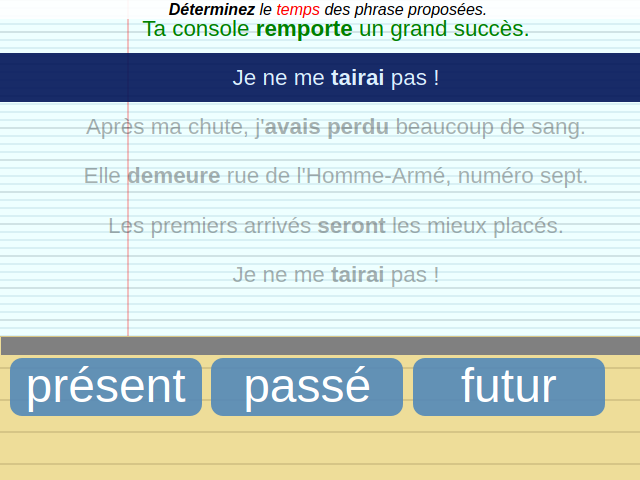 Déterminez le temps des phrase proposées.
Ta console remporte un grand succès.
Je ne me tairai pas !
Après ma chute, j'avais perdu beaucoup de sang.
Elle demeure rue de l'Homme-Armé, numéro sept.
Les premiers arrivés seront les mieux placés.
Je ne me tairai pas !
présent passé futur